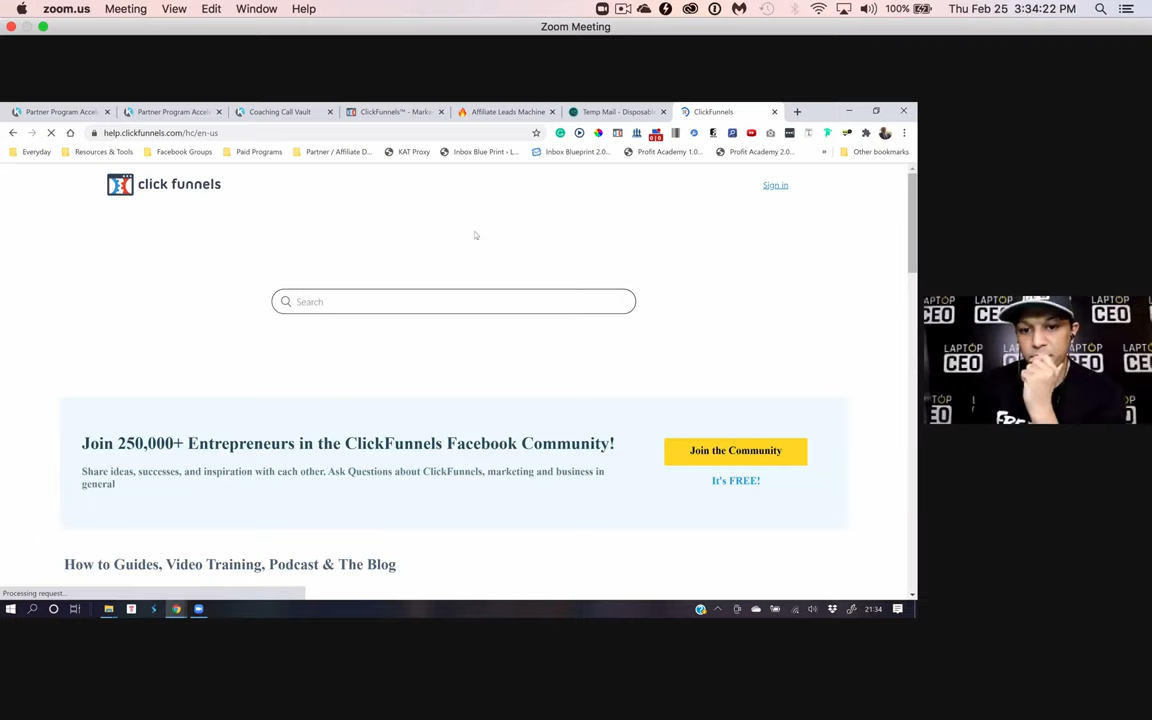 zoom.us Meeting View Edit Window Help 100% Thu Feb 25 3:34:22 PM
Zoom Meeting
Partner Program Accele Partner Program Accele Coaching Call Vault ClickFunnels™ - Marke Affiliate Leads Machine Temp Mail - Disposable ClickFunnels
help.clickfunnels.com/hc/en-us
Everyday Resources & Tools Facebook Groups Paid Programs Partner / Affiliate D... KAT Proxy Inbox Blue Print - L... Inbox Blueprint 2.0... Profit Academy 1.0... Profit Academy 2.0... » Other bookmarks
click funnels
Sign in
Search
LAPTOP CEO
Join 250,000+ Entrepreneurs in the ClickFunnels Facebook Community!
Share ideas, successes, and inspiration with each other. Ask Questions about ClickFunnels, marketing and business in
general
Join the Community
It's FREE!
How to Guides, Video Training, Podcast & The Blog
Processing request...
21:34